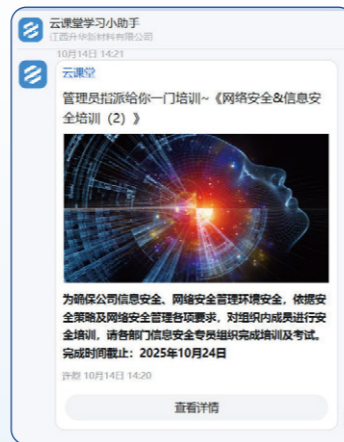 云课堂学习小助手
江西升华新材料有限公司
10月14日 14:21
云课堂
管理员指派给你一门培训~《网络安全&信息安
全培训（2）》
为确保公司信息安全、网络安全管理环境安全，依据安
全策略及网络安全管理各项要求，对组织内成员进行安
全培训，请各部门信息安全专员组织完成培训及考试。
完成时间截止：2025年10月24日
10月14日 14:20
查看详情